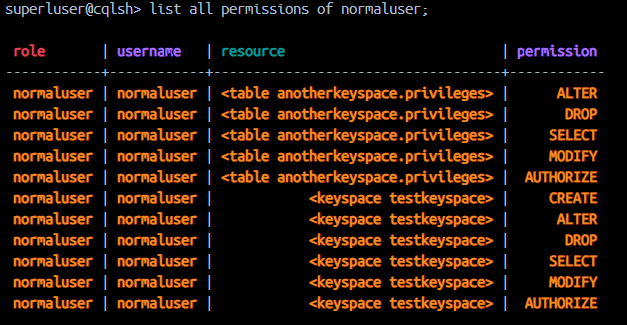 superluser@cqlsh> list all permissions of normaluser;
role | username | resource | permission
------------+------------+-------------------------------------+------------
normaluser | normaluser | <table anotherkeyspace.privileges> | ALTER
normaluser | normaluser | <table anotherkeyspace.privileges> | DROP
normaluser | normaluser | <table anotherkeyspace.privileges> | SELECT
normaluser | normaluser | <table anotherkeyspace.privileges> | MODIFY
normaluser | normaluser | <table anotherkeyspace.privileges> | AUTHORIZE
normaluser | normaluser | <keyspace testkeyspace> | CREATE
normaluser | normaluser | <keyspace testkeyspace> | ALTER
normaluser | normaluser | <keyspace testkeyspace> | DROP
normaluser | normaluser | <keyspace testkeyspace> | SELECT
normaluser | normaluser | <keyspace testkeyspace> | MODIFY
normaluser | normaluser | <keyspace testkeyspace> | AUTHORIZE